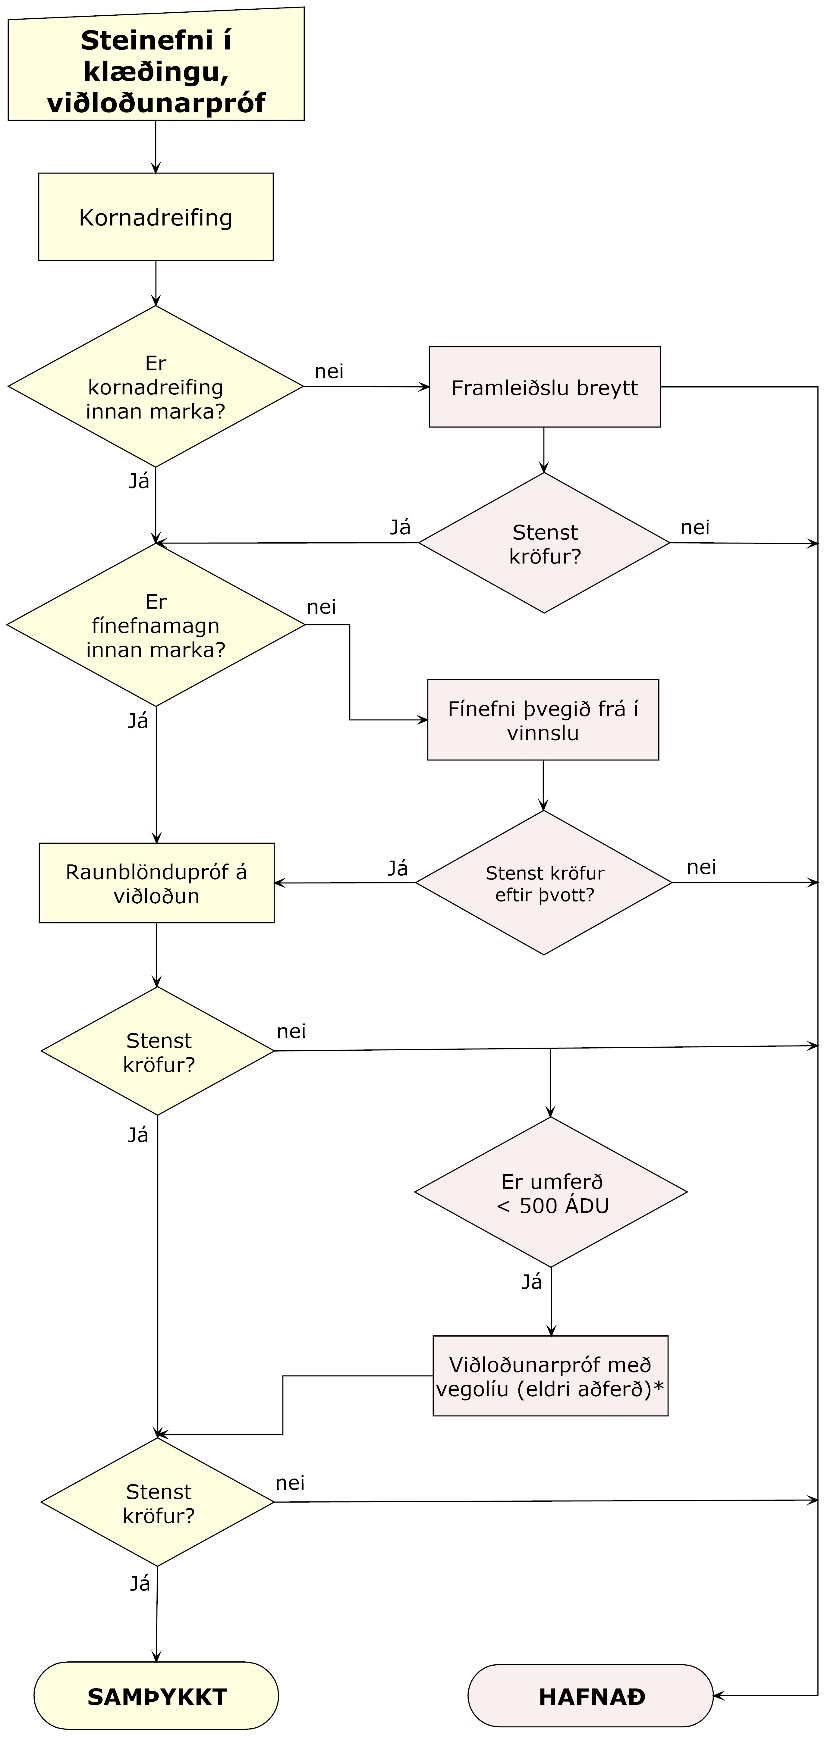 Steinefni í
klæðingu,
viðloðunarpróf
Kornadreifing
Er
kornadreifing
innan marka?
nei
Framleiðslu breytt
Já
Stenst
kröfur?
Já
nei
Er
fínefnamagn
innan marka?
nei
Já
Fínefni þvegið frá í
vinnslu
Raunblöndupróf á
viðloðun
Já
Stenst kröfur
eftir þvott?
nei
Stenst
kröfur?
nei
Já
Er umferð
< 500 ÁDU
Já
Viðloðunarpróf með
vegolíu (eldri aðferð)*
Stenst
kröfur?
nei
Já
SAMÞYKKT
HAFNAÐ